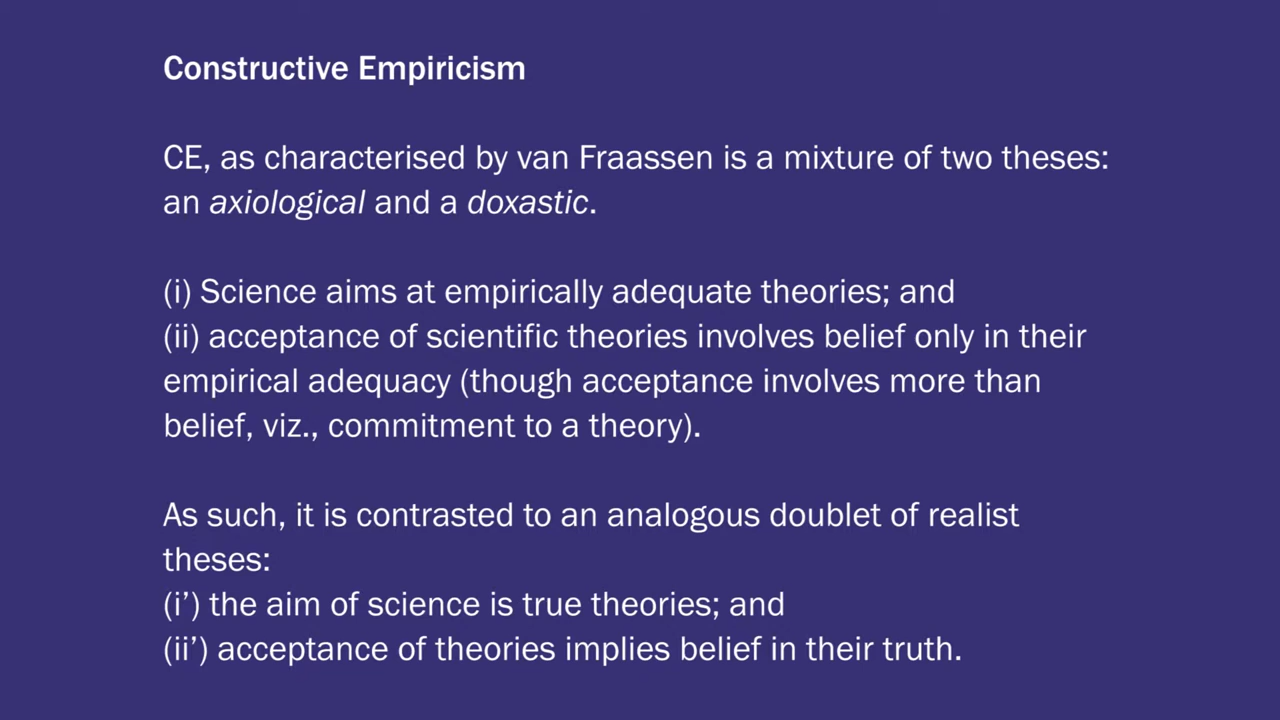 Constructive Empiricism
CE, as characterised by van Fraassen is a mixture of two theses:
an axiological and a doxastic.
(i) Science aims at empirically adequate theories; and
(ii) acceptance of scientific theories involves belief only in their
empirical adequacy (though acceptance involves more than
belief, viz., commitment to a theory).
As such, it is contrasted to an analogous doublet of realist
theses:
(i’) the aim of science is true theories; and
(ii’) acceptance of theories implies belief in their truth.